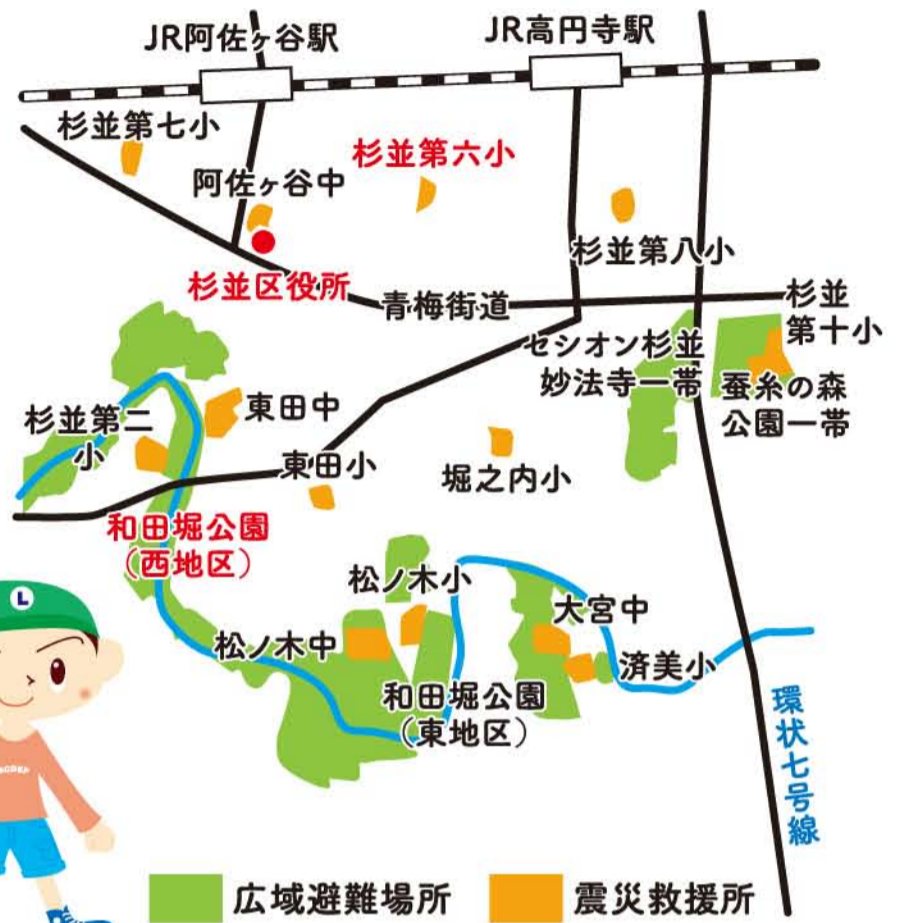 JR阿佐ヶ谷駅
JR高円寺駅
杉並第七小
杉並第六小
阿佐ヶ谷中
杉並第八小
杉並区役所
青梅街道
杉並
第十小
セシオン杉並
妙法寺一帯
蚕糸の森
公園一帯
杉並第二
小
東田中
東田小
堀之内小
和田堀公園
（西地区）
松ノ木小
大宮中
松ノ木中
済美小
和田堀公園
（東地区）
環状七号線
L
広域避難場所
震災救援所